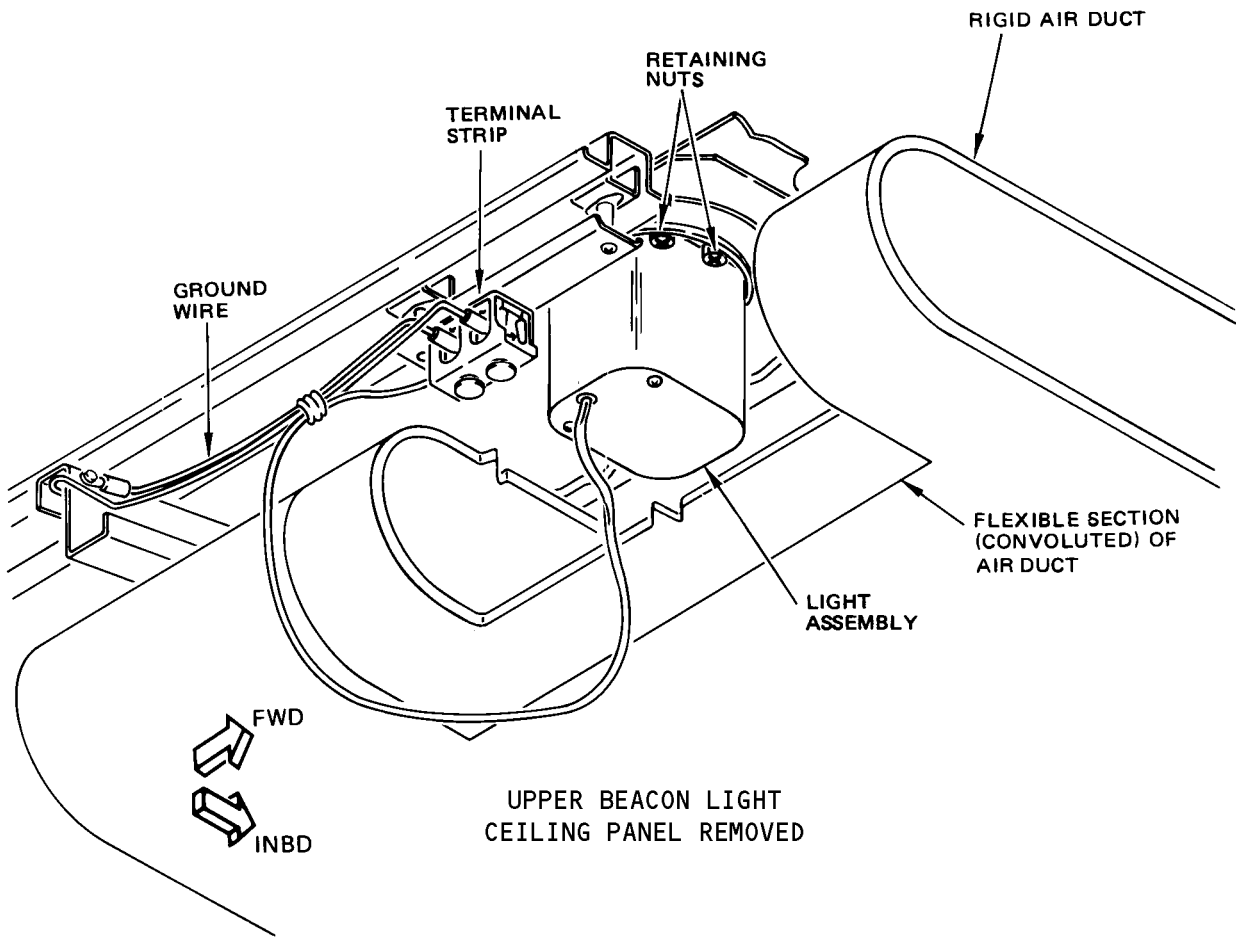 RIGID AIR DUCT
RETAINING
NUTS
TERMINAL
STRIP
GROUND
WIRE
FLEXIBLE SECTION
(CONVOLUTED) OF
AIR DUCT
LIGHT
ASSEMBLY
FWD
INBD
UPPER BEACON LIGHT
CEILING PANEL REMOVED